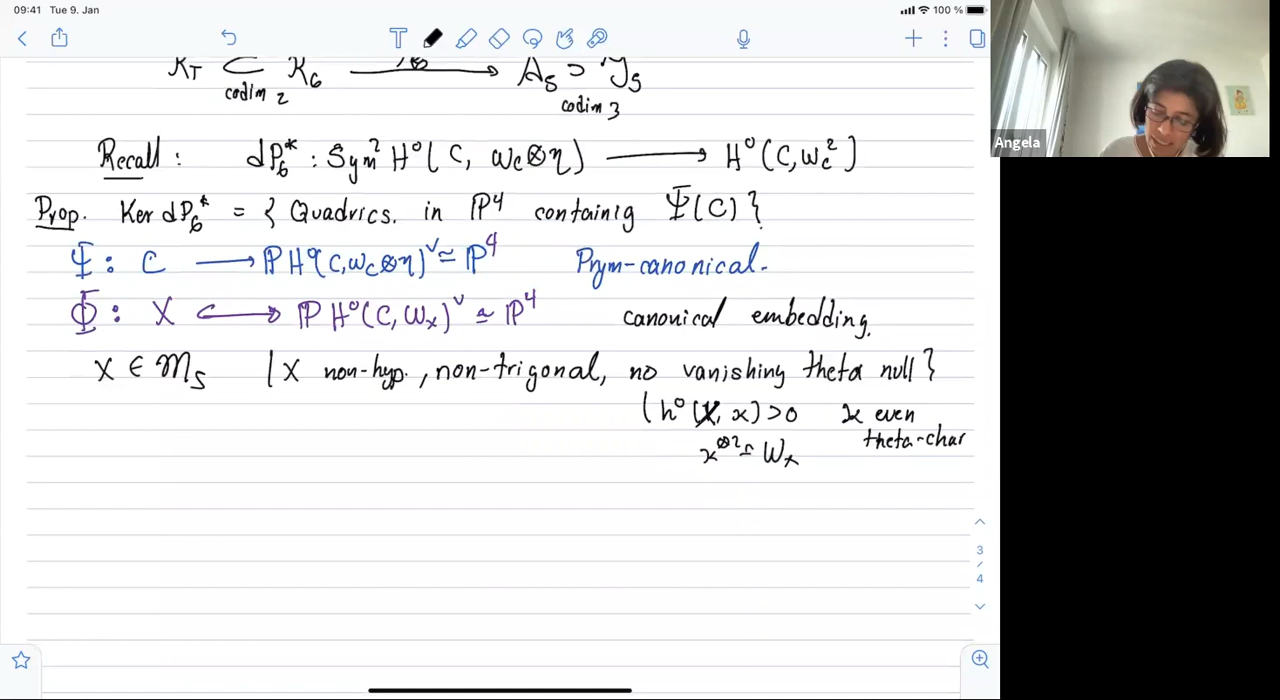 09:41 Tue 9. Jan
100 %
Angela
R_T ⊂ R_6 ⟶ A_5 ⊃ J_5
codim 2
codim 3
Recall : dP_6^* : Sym^2 H^0(C, ω_C⊗η) ⟶ H^0(C, ω_C^2)
Prop. Ker dP_6^* = { Quadrics. in ℙ^4 containig Ψ(C) }
Ψ : C ⟶ ℙH^0(C, ω_C⊗η)^∨ ≃ ℙ^4 Prym-canonical.
Φ : X ↪ ℙH^0(C, ω_X)^∨ ≃ ℙ^4 canonical embedding.
X ∈ M_5 | X non-hyp., non-trigonal, no vanishing theta null }
(h^0(X, ϰ) >0 ϰ even
theta-char
ϰ^{⊗2} ≃ ω_X
3
/
4